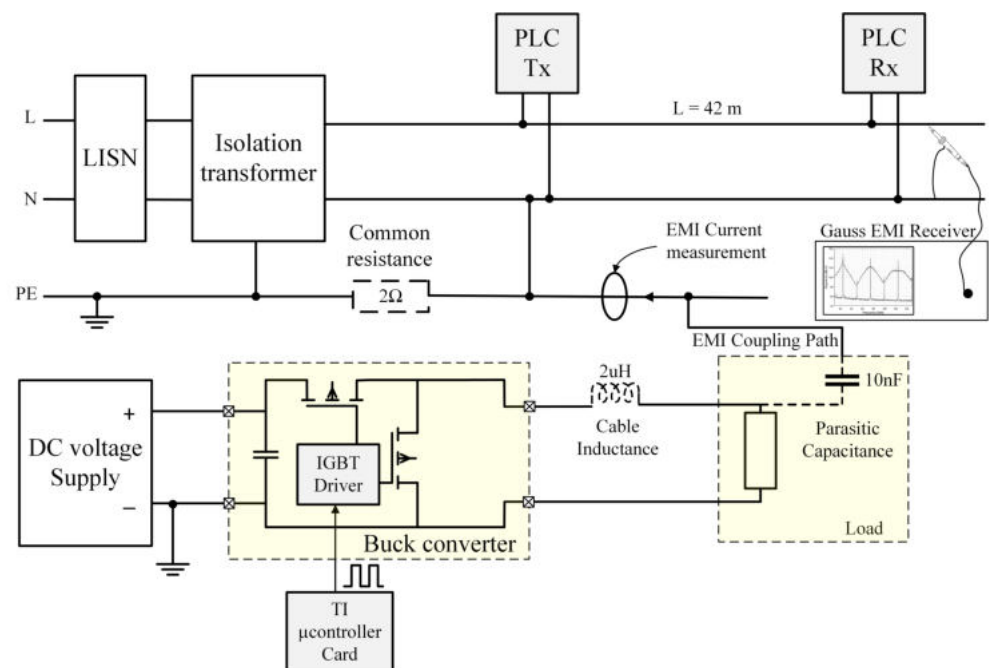 PLC
Tx
PLC
Rx
L
N
LISN
Isolation
transformer
L = 42 m
Common
resistance
2Ω
EMI Current
measurement
Gauss EMI Receiver
PE
EMI Coupling Path
DC voltage
Supply
+
−
IGBT
Driver
Buck converter
2uH
Cable
Inductance
10nF
Parasitic
Capacitance
Load
TI
μcontroller
Card